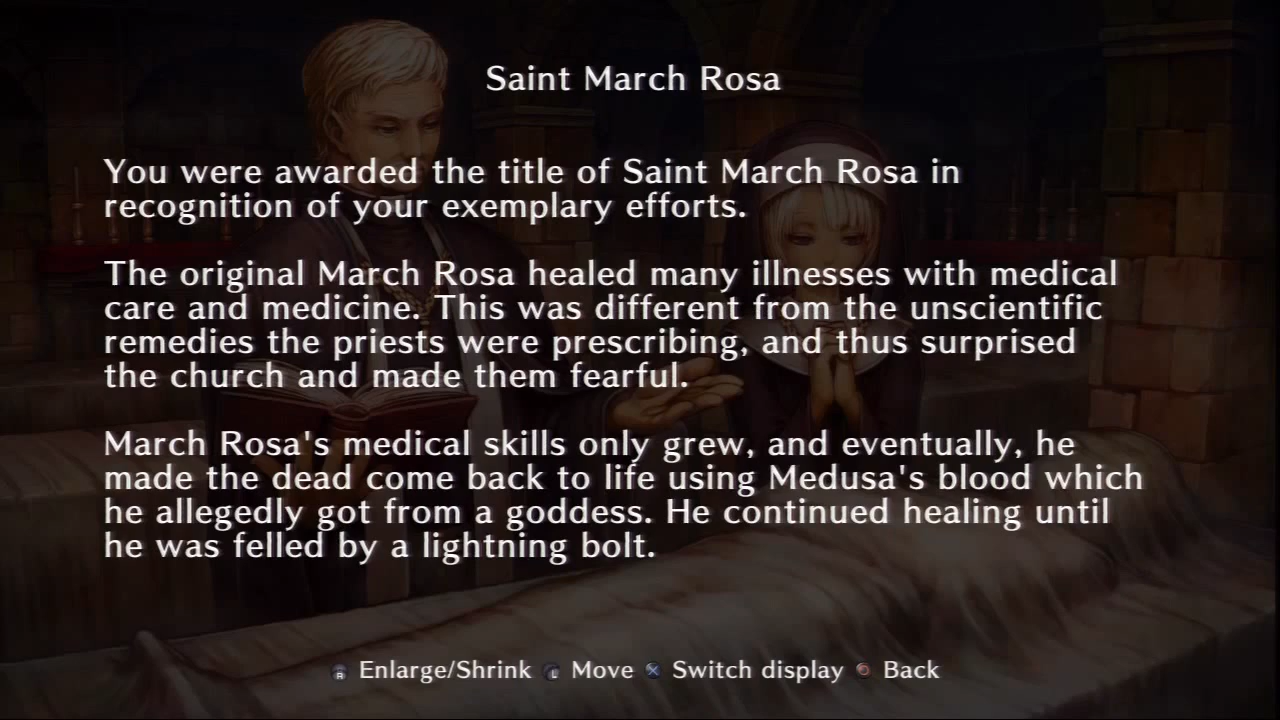 Saint March Rosa
You were awarded the title of Saint March Rosa in
recognition of your exemplary efforts.
The original March Rosa healed many illnesses with medical
care and medicine. This was different from the unscientific
remedies the priests were prescribing, and thus surprised
the church and made them fearful.
March Rosa's medical skills only grew, and eventually, he
made the dead come back to life using Medusa's blood which
he allegedly got from a goddess. He continued healing until
he was felled by a lightning bolt.
R Enlarge/Shrink L Move Switch display Back